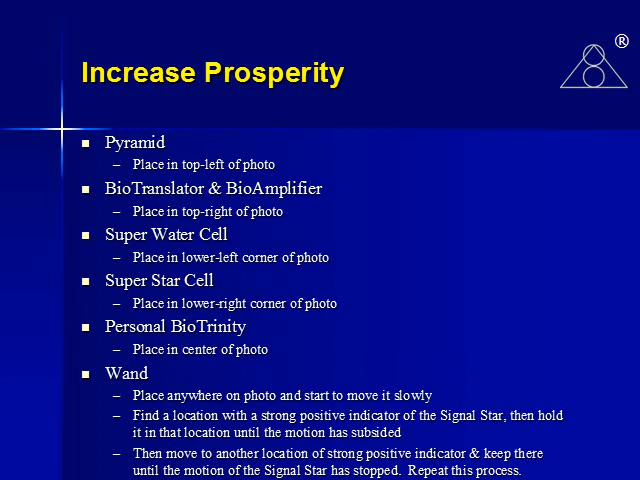 ®
Increase Prosperity
■ Pyramid
– Place in top-left of photo
■ BioTranslator & BioAmplifier
– Place in top-right of photo
■ Super Water Cell
– Place in lower-left corner of photo
■ Super Star Cell
– Place in lower-right corner of photo
■ Personal BioTrinity
– Place in center of photo
■ Wand
– Place anywhere on photo and start to move it slowly
– Find a location with a strong positive indicator of the Signal Star, then hold
it in that location until the motion has subsided
– Then move to another location of strong positive indicator & keep there
until the motion of the Signal Star has stopped.  Repeat this process.